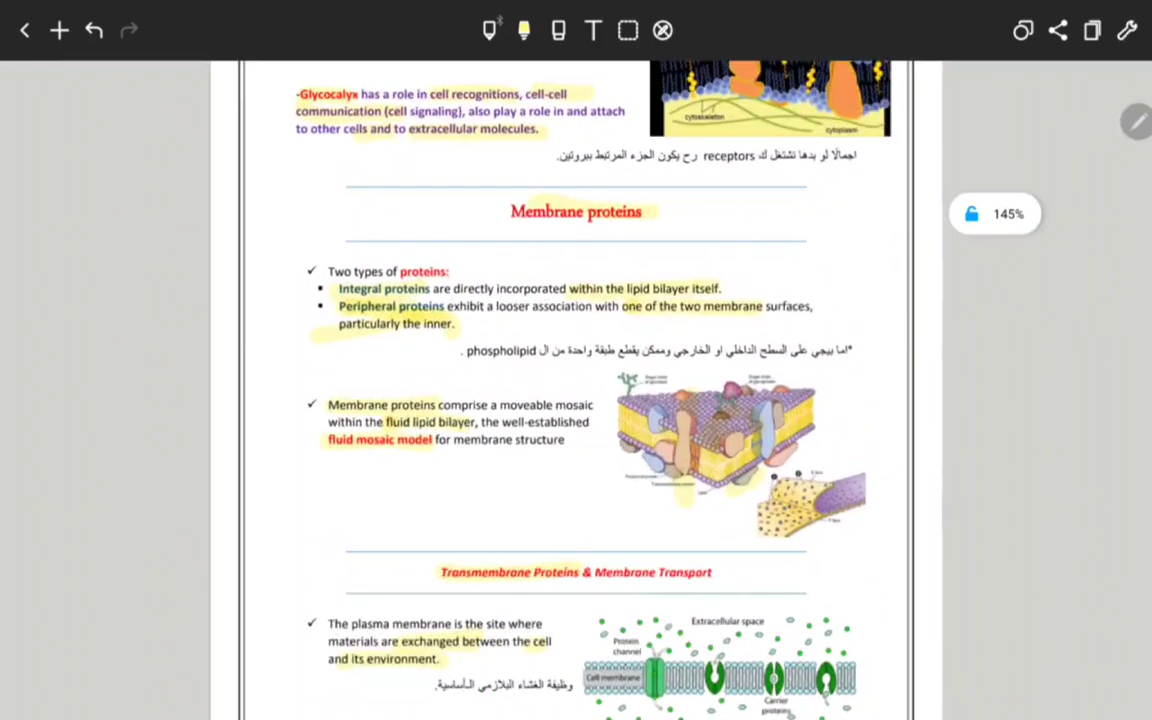 cytoskeleton
cytoplasm
-Glycocalyx has a role in cell recognitions, cell-cell
communication (cell signaling), also play a role in and attach
to other cells and to extracellular molecules.
اجمالًا لو بدها تشتغل ك receptors رح يكون الجزء المرتبط ببروتين.
145%
Membrane proteins
✓ Two types of proteins:
▪ Integral proteins are directly incorporated within the lipid bilayer itself.
▪ Peripheral proteins exhibit a looser association with one of the two membrane surfaces,
particularly the inner.
*اما بيجي على السطح الداخلي او الخارجي وممكن يقطع طبقة واحدة من ال phospholipid .
✓ Membrane proteins comprise a moveable mosaic
within the fluid lipid bilayer, the well-established
fluid mosaic model for membrane structure
Transmembrane Proteins & Membrane Transport
✓ The plasma membrane is the site where
materials are exchanged between the cell
and its environment.
وظيفة الغشاء البلازمي الأساسية.
Extracellular space
Protein
channel
Cell membrane
Carrier
proteins